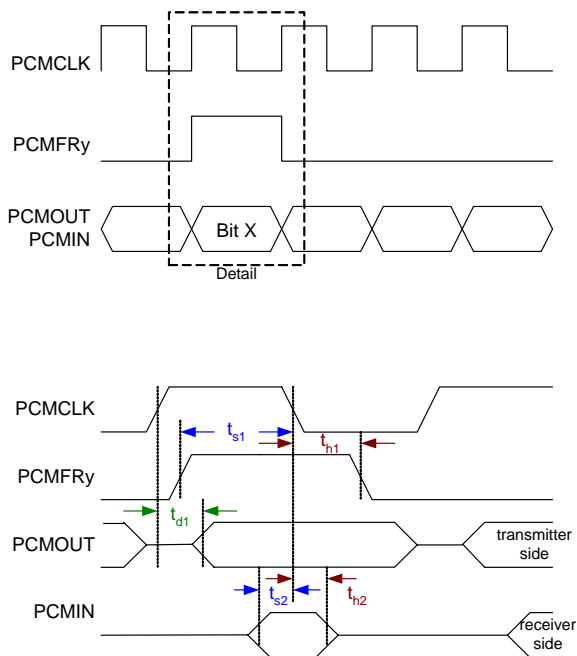 PCMCLK
PCMFRy
PCMOUT
PCMIN
Bit X
Detail
PCMCLK
ts1
th1
PCMFRy
td1
PCMOUT
transmitter
side
ts2
th2
PCMIN
receiver
side